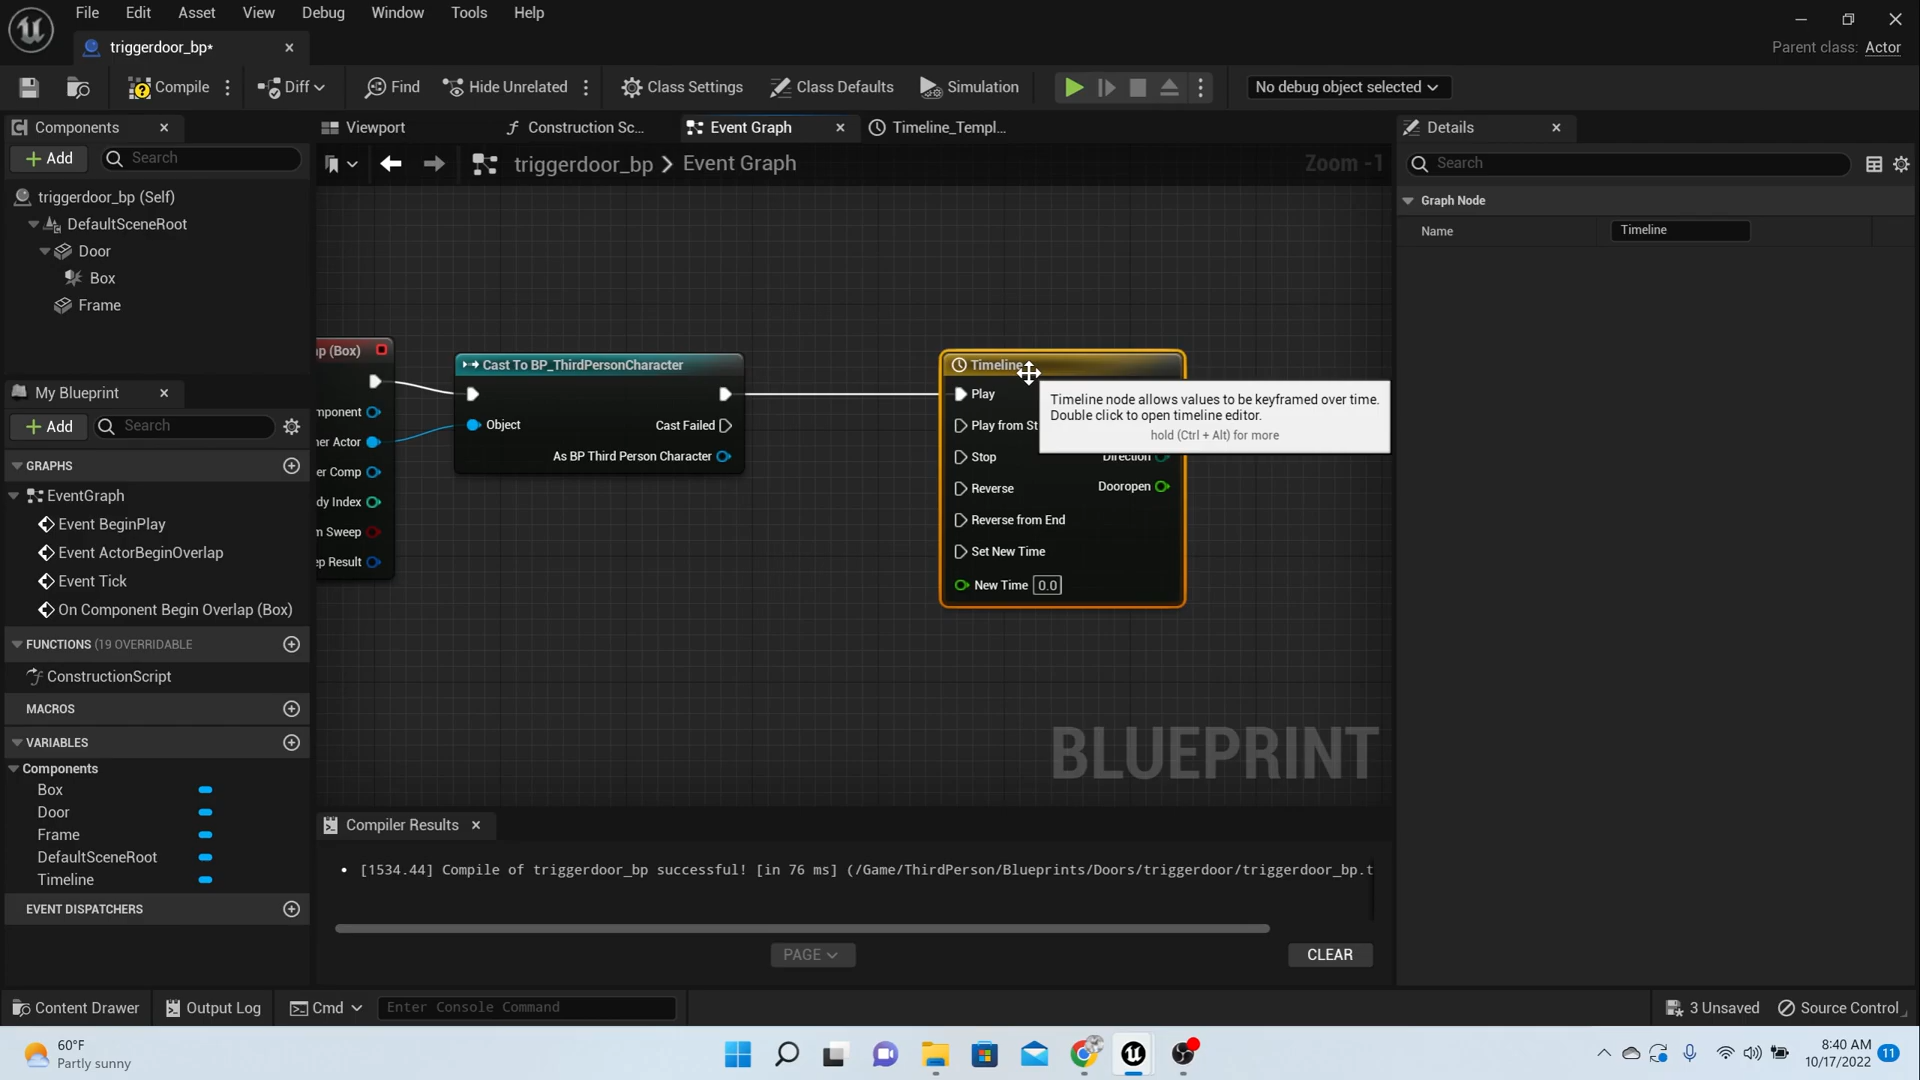 File Edit Asset View Debug Window Tools Help
triggerdoor_bp*
Parent class: Actor
Compile Diff Find Hide Unrelated Class Settings Class Defaults Simulation No debug object selected
Components
Viewport Construction Sc... Event Graph Timeline_Templ... Details
Add Search
triggerdoor_bp Event Graph Zoom -1
Search
triggerdoor_bp (Self)
DefaultSceneRoot
Door
Box
Frame
Graph Node
Name Timeline
p (Box)
mponent
her Actor
er Comp
dy Index
m Sweep
ep Result
Cast To BP_ThirdPersonCharacter
Object Cast Failed
As BP Third Person Character
Timeline
Play
Play from St
Stop Direction
Reverse Dooropen
Reverse from End
Set New Time
New Time 0.0
Timeline node allows values to be keyframed over time.
Double click to open timeline editor.
hold (Ctrl + Alt) for more
BLUEPRINT
My Blueprint
Add Search
GRAPHS
EventGraph
Event BeginPlay
Event ActorBeginOverlap
Event Tick
On Component Begin Overlap (Box)
FUNCTIONS (19 OVERRIDABLE
ConstructionScript
MACROS
VARIABLES
Components
Box
Door
Frame
DefaultSceneRoot
Timeline
EVENT DISPATCHERS
Compiler Results
• [1534.44] Compile of triggerdoor_bp successful! [in 76 ms] (/Game/ThirdPerson/Blueprints/Doors/triggerdoor/triggerdoor_bp.t
PAGE CLEAR
Content Drawer Output Log Cmd Enter Console Command 3 Unsaved Source Control
60°F
Partly sunny
8:40 AM
10/17/2022
11